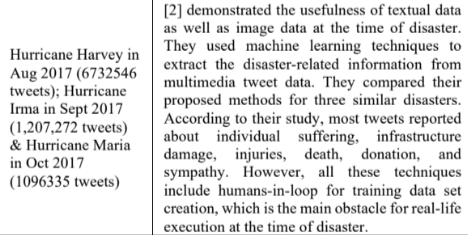 Hurricane Harvey in
Aug 2017 (6732546
tweets); Hurricane
Irma in Sept 2017
(1,207,272 tweets)
& Hurricane Maria
in Oct 2017
(1096335 tweets)
[2] demonstrated the usefulness of textual data
as well as image data at the time of disaster.
They used machine learning techniques to
extract the disaster-related information from
multimedia tweet data. They compared their
proposed methods for three similar disasters.
According to their study, most tweets reported
about individual suffering, infrastructure
damage, injuries, death, donation, and
sympathy. However, all these techniques
include humans-in-loop for training data set
creation, which is the main obstacle for real-life
execution at the time of disaster.